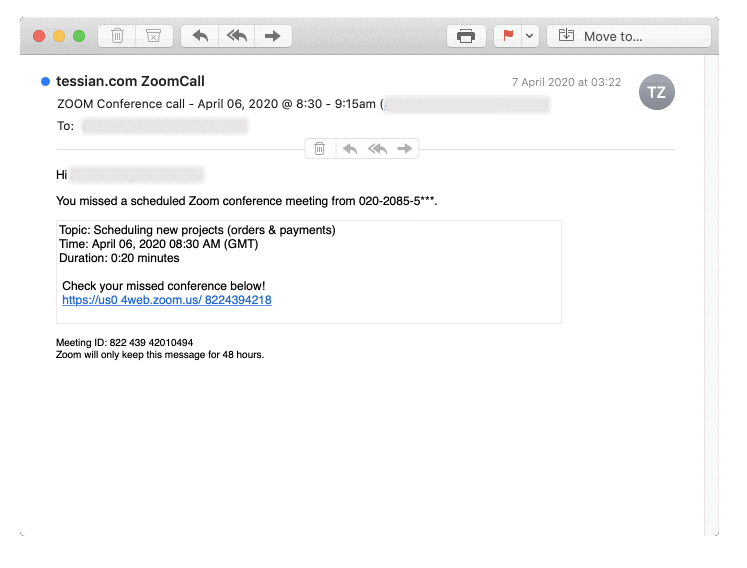 Move to...
tessian.com ZoomCall
7 April 2020 at 03:22
TZ
ZOOM Conference call - April 06, 2020 @ 8:30 - 9:15am (
To:
Hi
You missed a scheduled Zoom conference meeting from 020-2085-5***.
Topic: Scheduling new projects (orders & payments)
Time: April 06, 2020 08:30 AM (GMT)
Duration: 0:20 minutes
Check your missed conference below!
https://us0 4web.zoom.us/ 8224394218
Meeting ID: 822 439 42010494
Zoom will only keep this message for 48 hours.